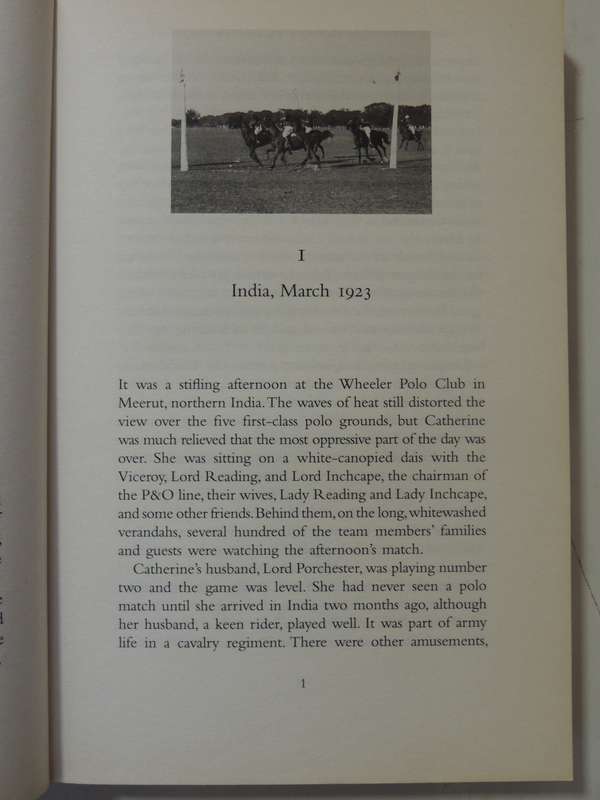 I
India, March 1923
It was a stifling afternoon at the Wheeler Polo Club in
Meerut, northern India. The waves of heat still distorted the
view over the five first-class polo grounds, but Catherine
was much relieved that the most oppressive part of the day was
over. She was sitting on a white-canopied dais with the
Viceroy, Lord Reading, and Lord Inchcape, the chairman of
the P&O line, their wives, Lady Reading and Lady Inchcape,
and some other friends. Behind them, on the long, whitewashed
verandahs, several hundred of the team members' families
and guests were watching the afternoon's match.
Catherine's husband, Lord Porchester, was playing number
two and the game was level. She had never seen a polo
match until she arrived in India two months ago, although
her husband, a keen rider, played well. It was part of army
life in a cavalry regiment. There were other amusements,
1